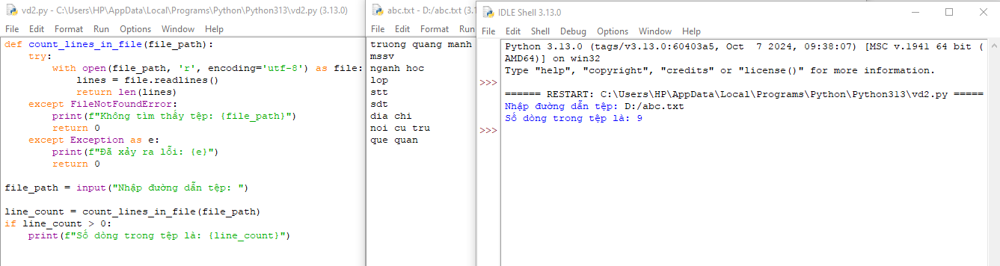 vd2.py - C:\Users\HP\AppData\Local\Programs\Python\Python313\vd2.py (3.13.0)
File Edit Format Run Options Window Help
def count_lines_in_file(file_path):
    try:
        with open(file_path, 'r', encoding='utf-8') as file:
            lines = file.readlines()
            return len(lines)
    except FileNotFoundError:
        print(f"Không tìm thấy tệp: {file_path}")
        return 0
    except Exception as e:
        print(f"Đã xảy ra lỗi: {e}")
        return 0
file_path = input("Nhập đường dẫn tệp: ")
line_count = count_lines_in_file(file_path)
if line_count > 0:
    print(f"Số dòng trong tệp là: {line_count}")
abc.txt - D:/abc.txt (3.1
File Edit Format Run
truong quang manh
mssv
nganh hoc
lop
stt
sdt
dia chi
noi cu tru
que quan
IDLE Shell 3.13.0
File Edit Shell Debug Options Window Help
Python 3.13.0 (tags/v3.13.0:60403a5, Oct  7 2024, 09:38:07) [MSC v.1941 64 bit (
AMD64)] on win32
Type "help", "copyright", "credits" or "license()" for more information.
>>>
====== RESTART: C:\Users\HP\AppData\Local\Programs\Python\Python313\vd2.py =====
Nhập đường dẫn tệp: D:/abc.txt
Số dòng trong tệp là: 9
>>>